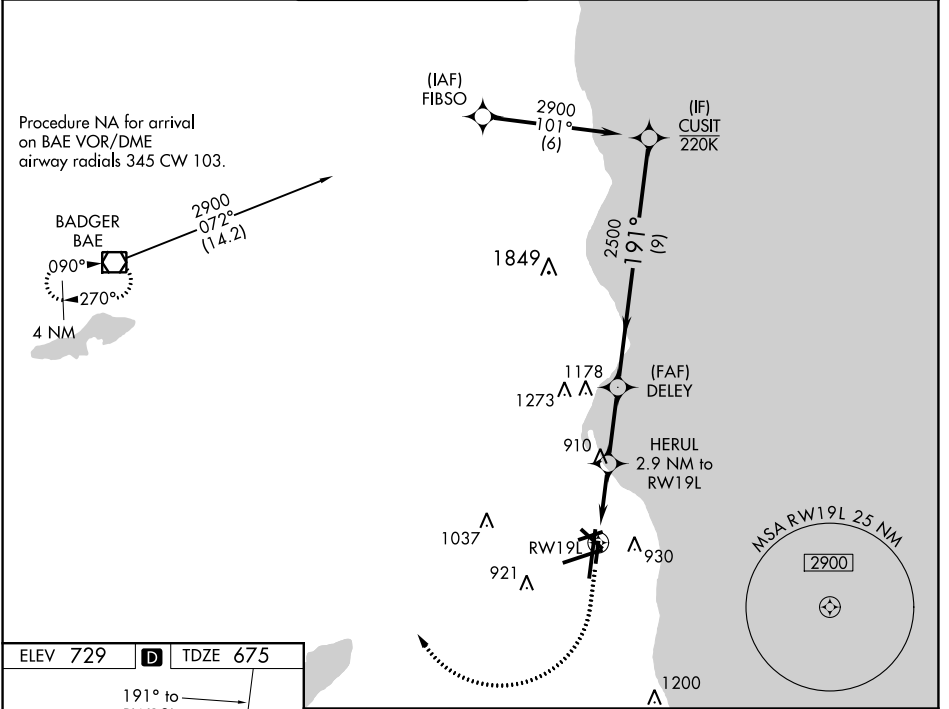 (IAF)
FIBSO
2900
101°
(6)
(IF)
CUSIT
220K
Procedure NA for arrival
on BAE VOR/DME
airway radials 345 CW 103.
2900
072°
(14.2)
BADGER
BAE
090°
270°
4 NM
2500
191°
(9)
1849
1178
1273
(FAF)
DELEY
910
HERUL
2.9 NM to
RW19L
1037
RW19L
930
921
MSA RW19L 25 NM
2900
1200
ELEV 729 D TDZE 675
191° to